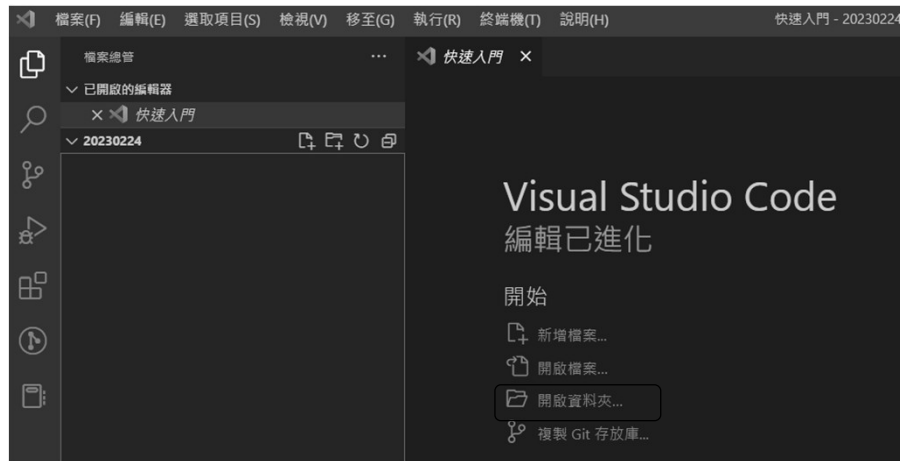 檔案(F) 編輯(E) 選取項目(S) 檢視(V) 移至(G) 執行(R) 終端機(T) 說明(H) 快速入門 - 20230224
檔案總管
快速入門
已開啟的編輯器
快速入門
20230224
Visual Studio Code
編輯已進化
開始
新增檔案...
開啟檔案...
開啟資料夾...
複製 Git 存放庫...